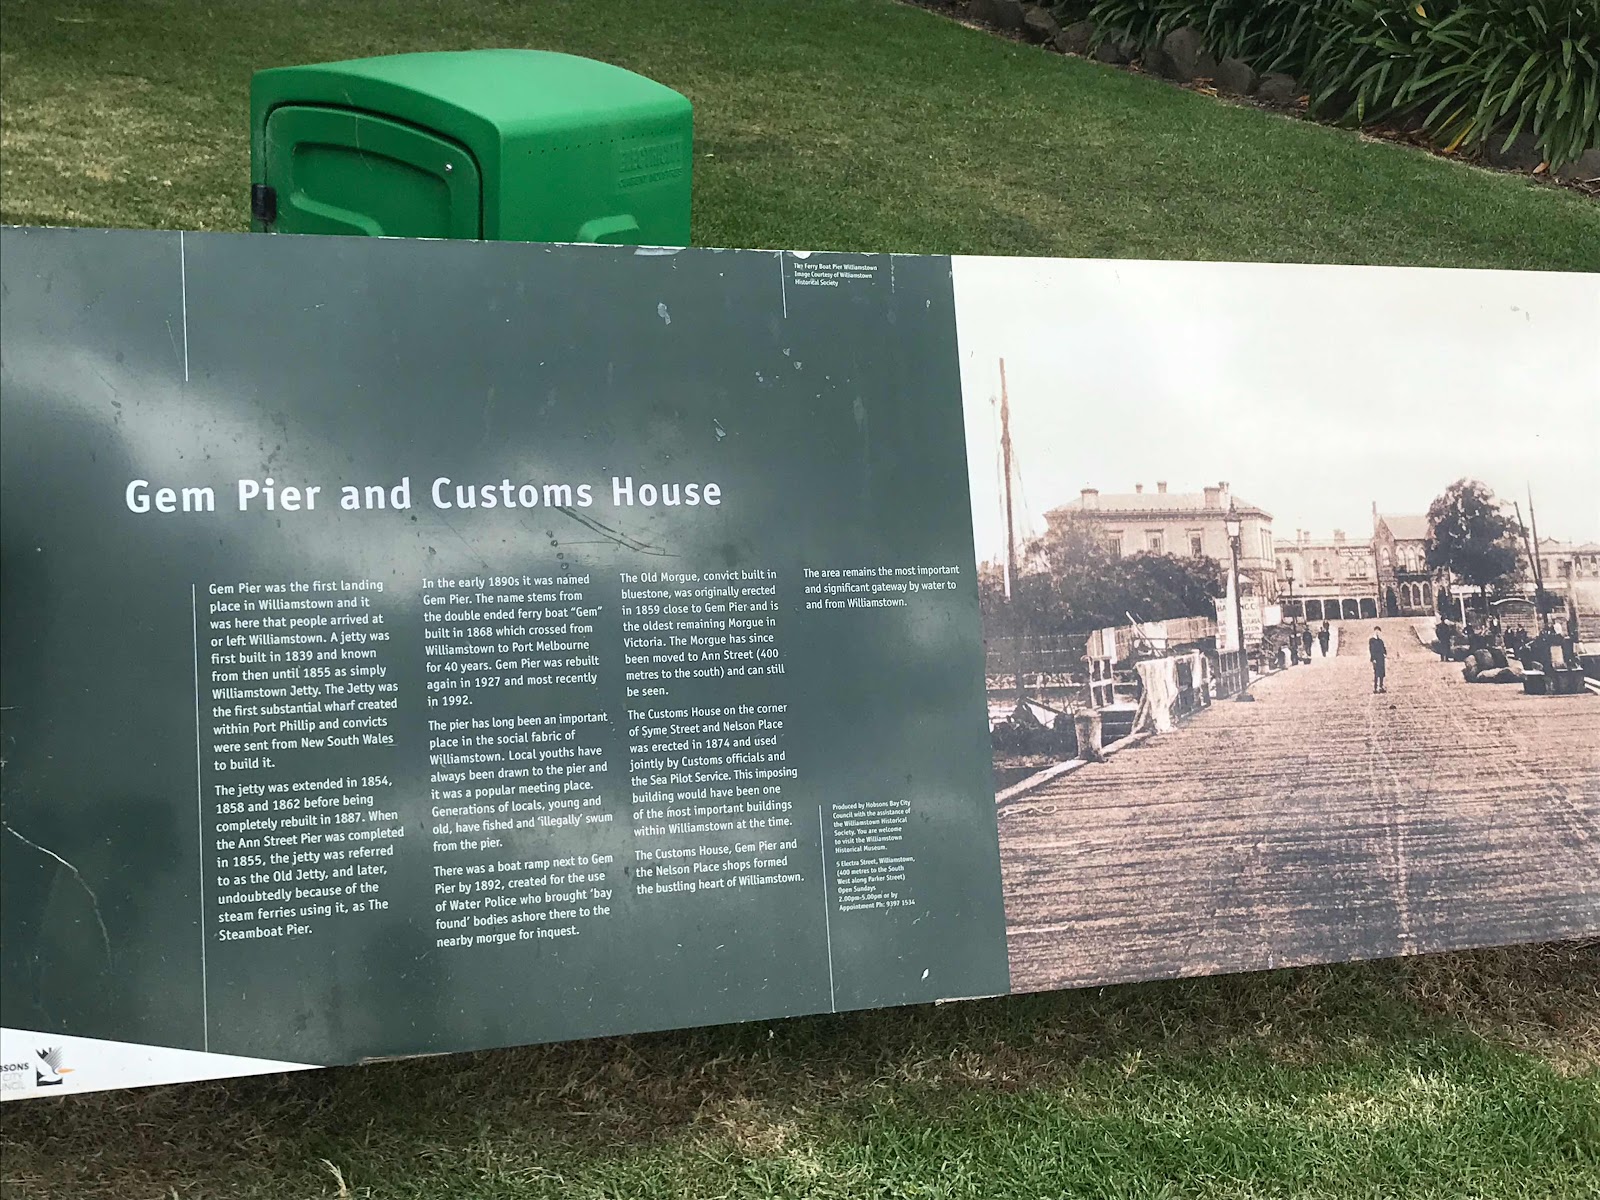 The Ferry Boat Pier Williamstown
Image Courtesy of Williamstown
Historical Society
Gem Pier and Customs House
Gem Pier was the first landing
place in Williamstown and it
was here that people arrived at
or left Williamstown. A jetty was
first built in 1839 and known
from then until 1855 as simply
Williamstown Jetty. The Jetty was
the first substantial wharf created
within Port Phillip and convicts
were sent from New South Wales
to build it.
The jetty was extended in 1854,
1858 and 1862 before being
completely rebuilt in 1887. When
the Ann Street Pier was completed
in 1855, the jetty was referred
to as the Old Jetty, and later,
undoubtedly because of the
steam ferries using it, as The
Steamboat Pier.
In the early 1890s it was named
Gem Pier. The name stems from
the double ended ferry boat “Gem”
built in 1868 which crossed from
Williamstown to Port Melbourne
for 40 years. Gem Pier was rebuilt
again in 1927 and most recently
in 1992.
The pier has long been an important
place in the social fabric of
Williamstown. Local youths have
always been drawn to the pier and
it was a popular meeting place.
Generations of locals, young and
old, have fished and ‘illegally’ swum
from the pier.
There was a boat ramp next to Gem
Pier by 1892, created for the use
of Water Police who brought ‘bay
found’ bodies ashore there to the
nearby morgue for inquest.
The Old Morgue, convict built in
bluestone, was originally erected
in 1859 close to Gem Pier and is
the oldest remaining Morgue in
Victoria. The Morgue has since
been moved to Ann Street (400
metres to the south) and can still
be seen.
The Customs House on the corner
of Syme Street and Nelson Place
was erected in 1874 and used
jointly by Customs officials and
the Sea Pilot Service. This imposing
building would have been one
of the most important buildings
within Williamstown at the time.
The Customs House, Gem Pier and
the Nelson Place shops formed
the bustling heart of Williamstown.
The area remains the most important
and significant gateway by water to
and from Williamstown.
Produced by Hobsons Bay City
Council with the assistance of
the Williamstown Historical
Society. You are welcome
to visit the Williamstown
Historical Museum.
5 Electra Street, Williamstown,
(400 metres to the South
West along Parker Street)
Open Sundays
2.00pm-5.00pm or by
Appointment Ph: 9397 1534
BSONS
CITY
NCIL